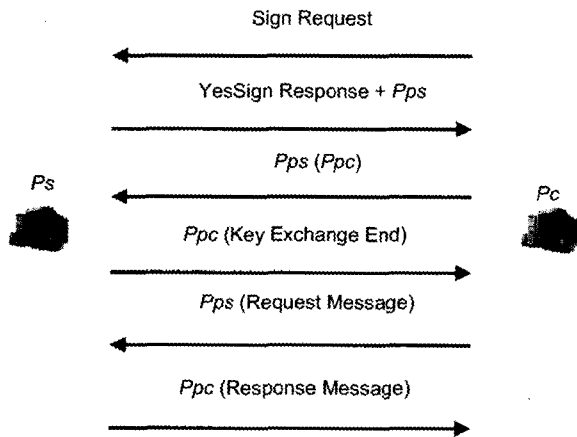 Sign Request
YesSign Response + Pps
Pps (Ppc)
Ps
Pc
Ppc (Key Exchange End)
Pps (Request Message)
Ppc (Response Message)